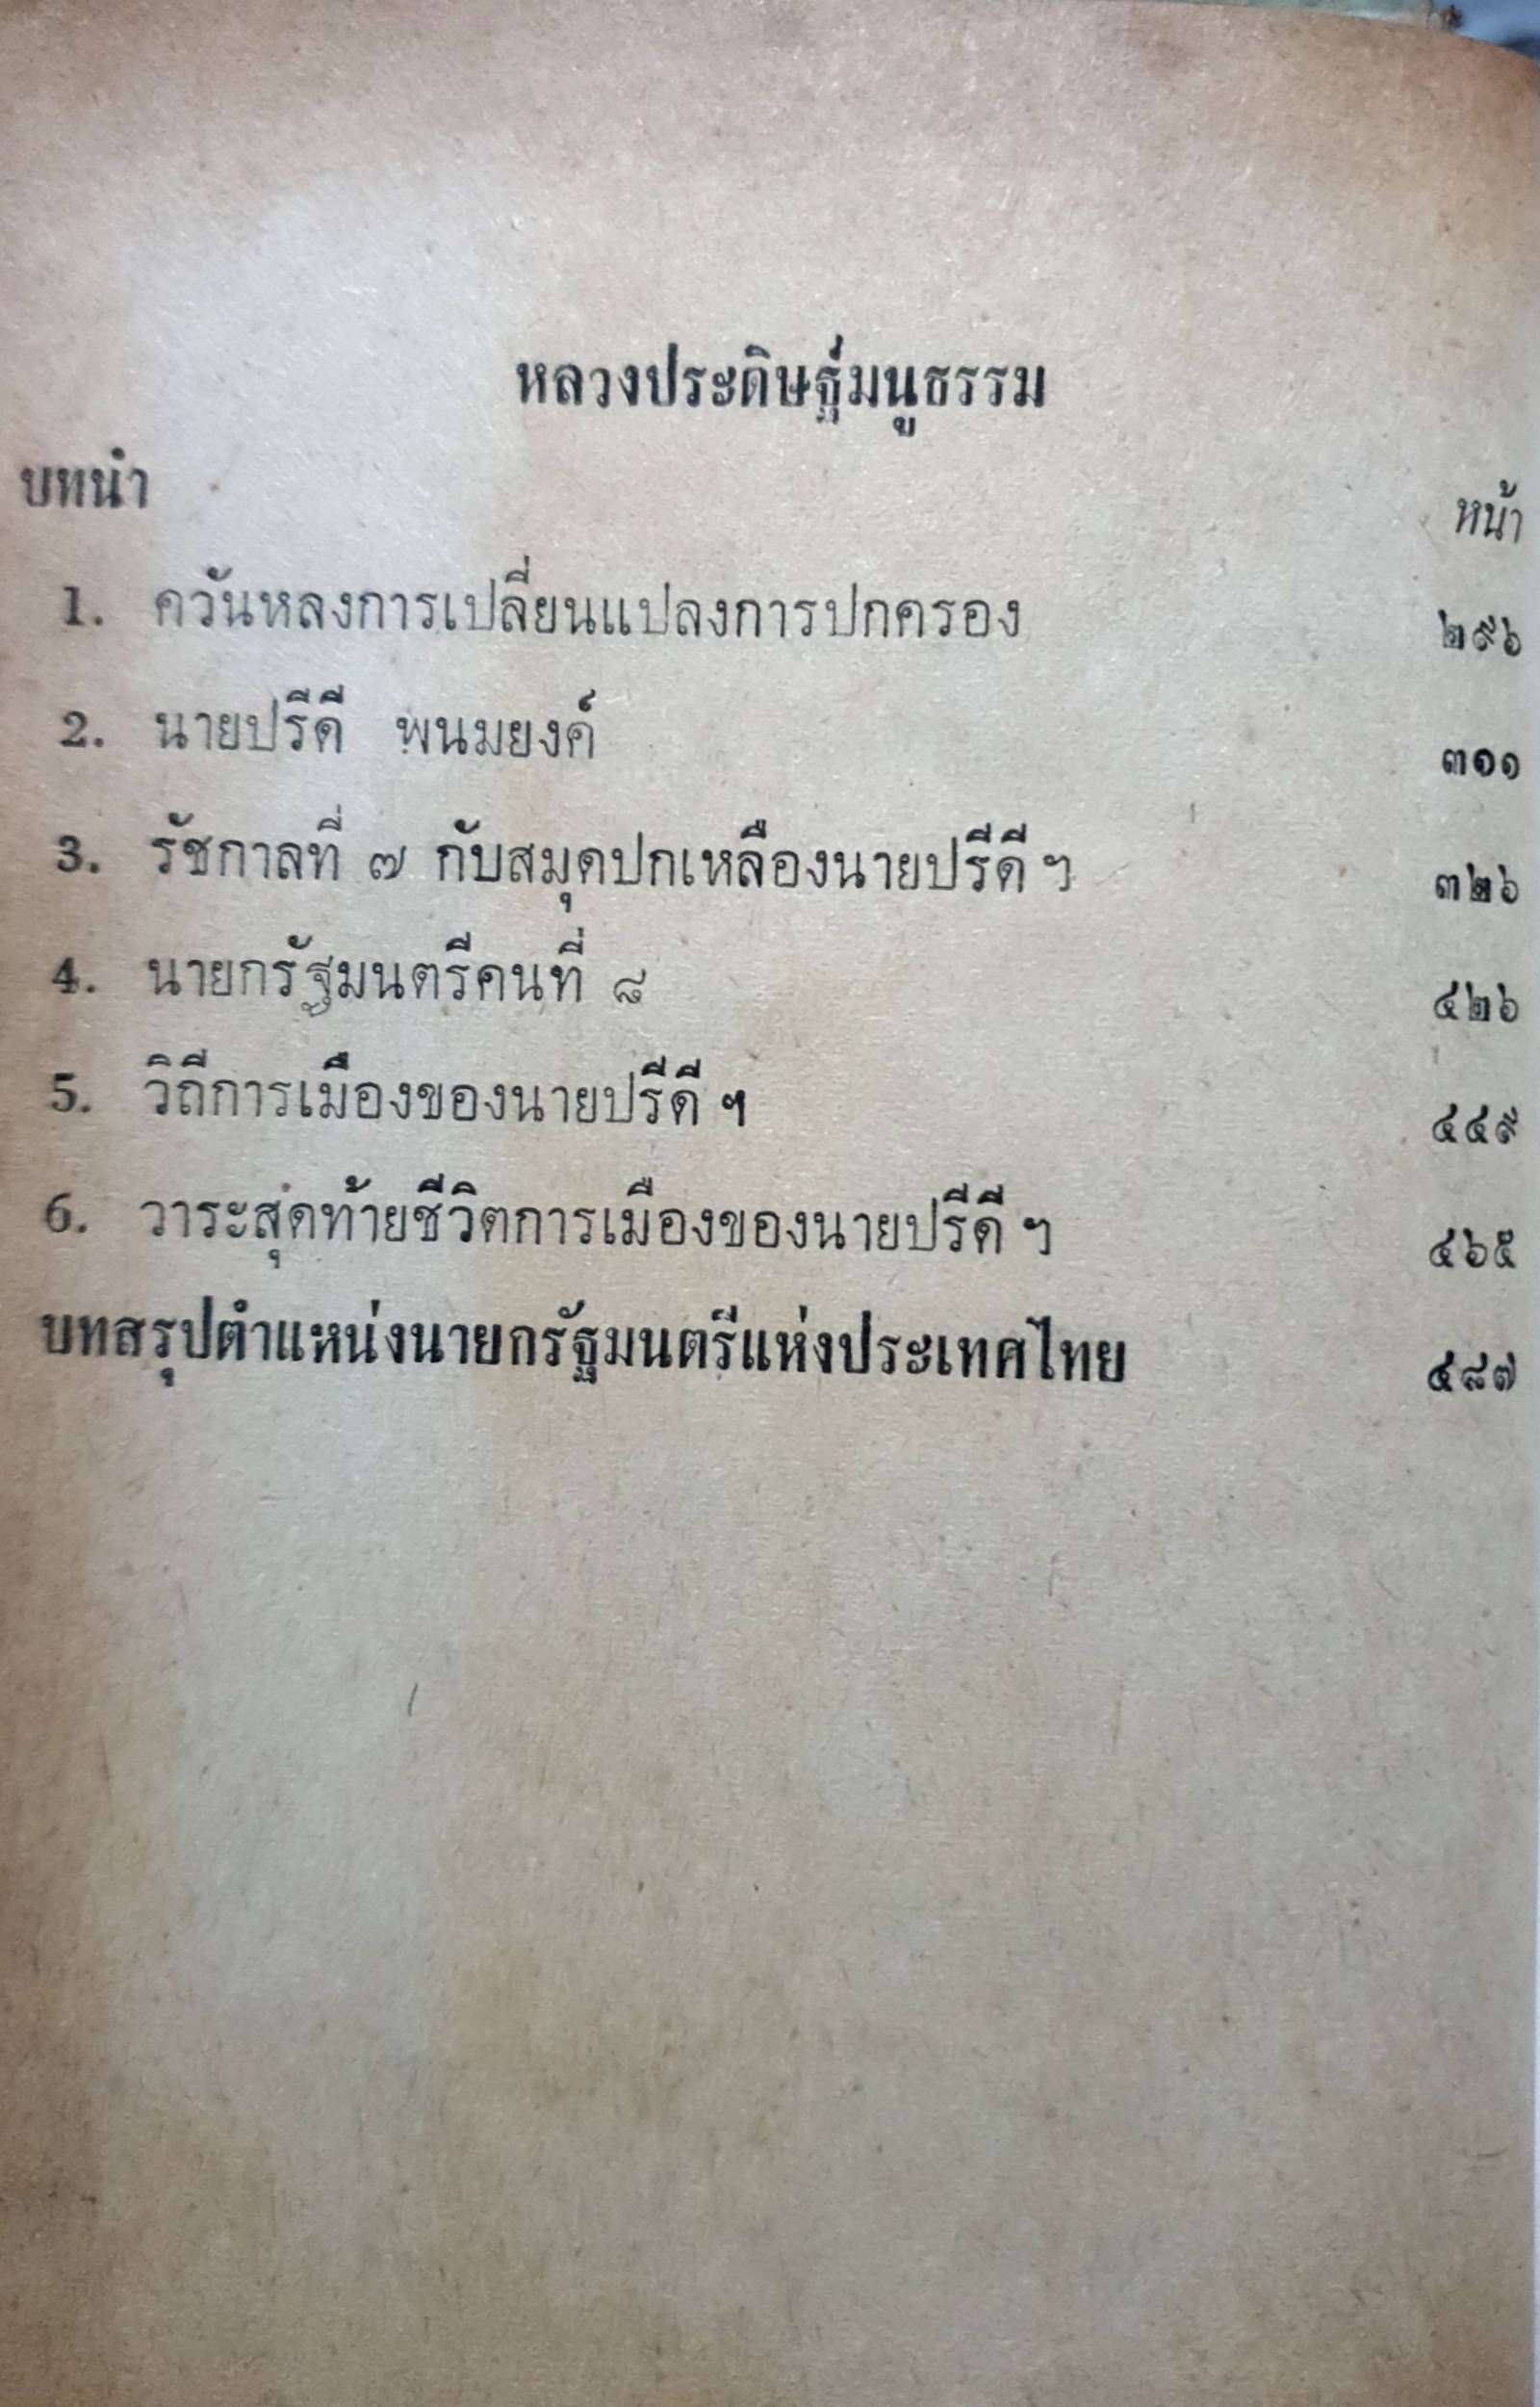 หลวงประดิษฐ์มนูธรรม
บทนำ
หน้า
1. ควันหลงการเปลี่ยนแปลงการปกครอง ๒๙๖
2. นายปรีดี พนมยงค์ ๓๐๑
3. รัชกาลที่ ๗ กับสมุดปกเหลืองนายปรีดี ฯ ๓๒๖
4. นายกรัฐมนตรีคนที่ ๘ ๔๒๖
5. วิถีการเมืองของนายปรีดี ฯ ๔๔๙
6. วาระสุดท้ายชีวิตการเมืองของนายปรีดี ฯ ๔๖๕
บทสรุปตำแหน่งนายกรัฐมนตรีแห่งประเทศไทย ๔๘๗